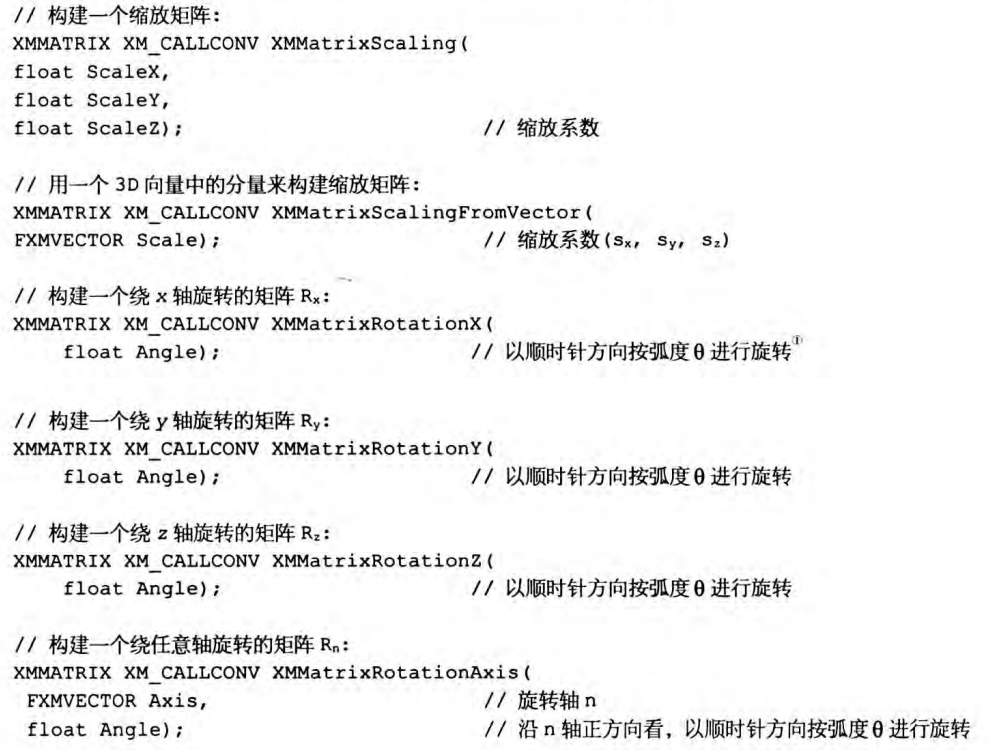 // 构建一个缩放矩阵:
XMMATRIX XM_CALLCONV XMMatrixScaling(
float ScaleX,
float ScaleY,
float ScaleZ); // 缩放系数
// 用一个 3D 向量中的分量来构建缩放矩阵:
XMMATRIX XM_CALLCONV XMMatrixScalingFromVector(
FXMVECTOR Scale); // 缩放系数(sₓ, sᵧ, s_z)
// 构建一个绕 x 轴旋转的矩阵 Rₓ:
XMMATRIX XM_CALLCONV XMMatrixRotationX(
float Angle); // 以顺时针方向按弧度 θ 进行旋转①
// 构建一个绕 y 轴旋转的矩阵 Rᵧ:
XMMATRIX XM_CALLCONV XMMatrixRotationY(
float Angle); // 以顺时针方向按弧度 θ 进行旋转
// 构建一个绕 z 轴旋转的矩阵 R_z:
XMMATRIX XM_CALLCONV XMMatrixRotationZ(
float Angle); // 以顺时针方向按弧度 θ 进行旋转
// 构建一个绕任意轴旋转的矩阵 Rₙ:
XMMATRIX XM_CALLCONV XMMatrixRotationAxis(
FXMVECTOR Axis, // 旋转轴 n
float Angle); // 沿 n 轴正方向看，以顺时针方向按弧度 θ 进行旋转